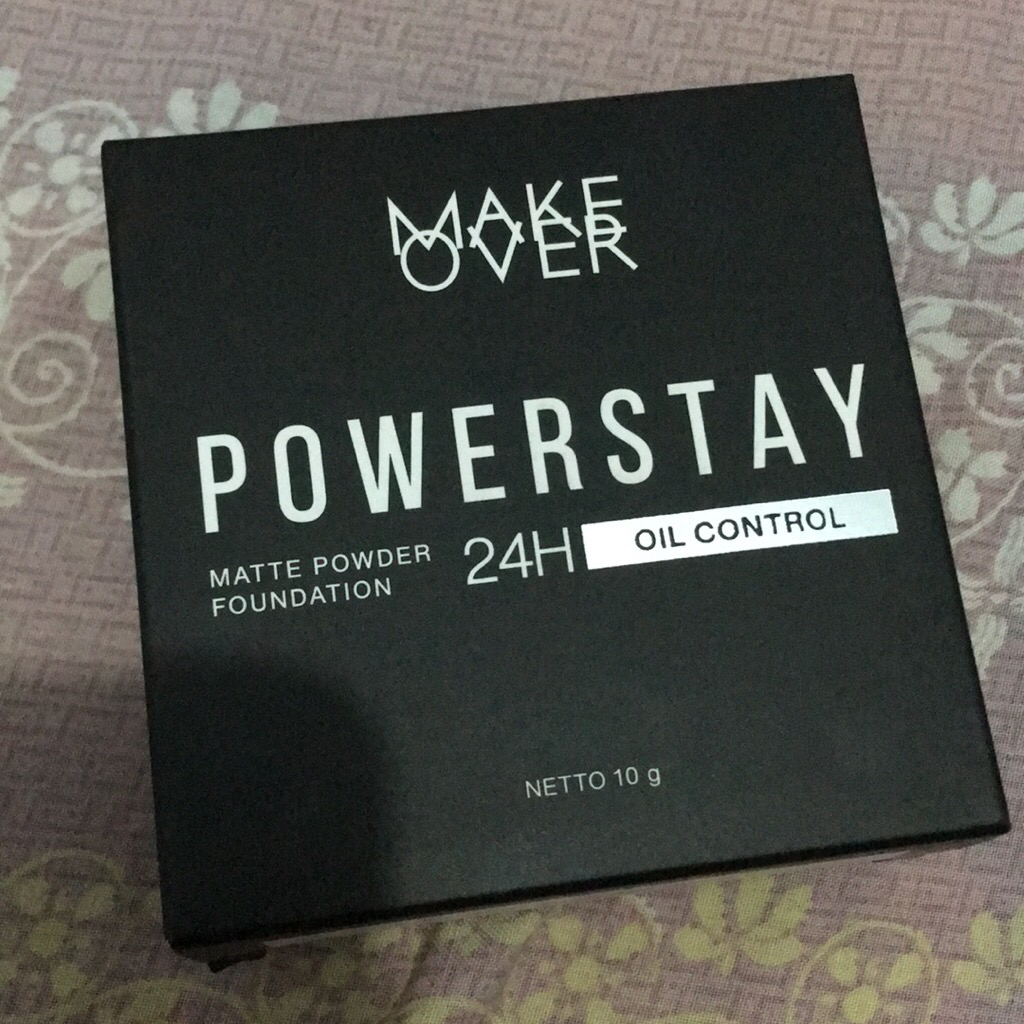 MAKE
OVER
POWERSTAY
MATTE POWDER
FOUNDATION
24H OIL CONTROL
NETTO 10 g